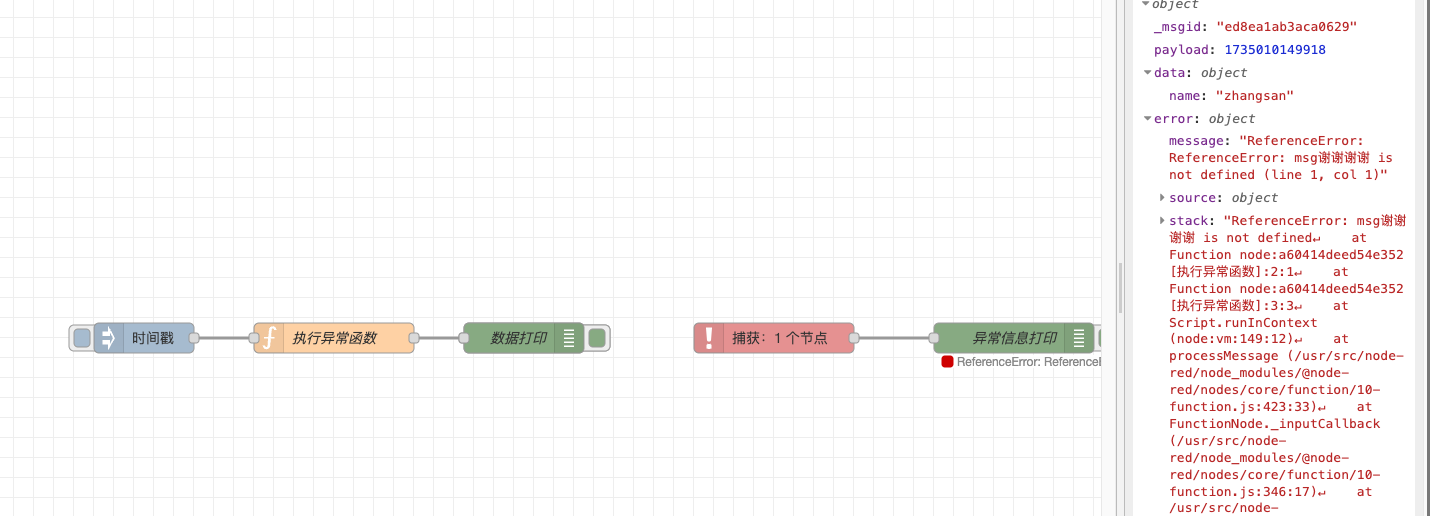 时间戳
执行异常函数
数据打印
捕获：1 个节点
异常信息打印
ReferenceError: ReferenceE
object
_msgid: "ed8ea1ab3aca0629"
payload: 1735010149918
data: object
name: "zhangsan"
error: object
message: "ReferenceError:
ReferenceError: msg谢谢谢谢 is
not defined (line 1, col 1)"
source: object
stack: "ReferenceError: msg谢谢
谢谢 is not defined↵    at
Function node:a60414deed54e352
[执行异常函数]:2:1↵    at
Function node:a60414deed54e352
[执行异常函数]:3:3↵    at
Script.runInContext
(node:vm:149:12)↵    at
processMessage (/usr/src/node-
red/node_modules/@node-
red/nodes/core/function/10-
function.js:423:33)↵    at
FunctionNode._inputCallback
(/usr/src/node-
red/node_modules/@node-
red/nodes/core/function/10-
function.js:346:17)↵    at
/usr/src/node-